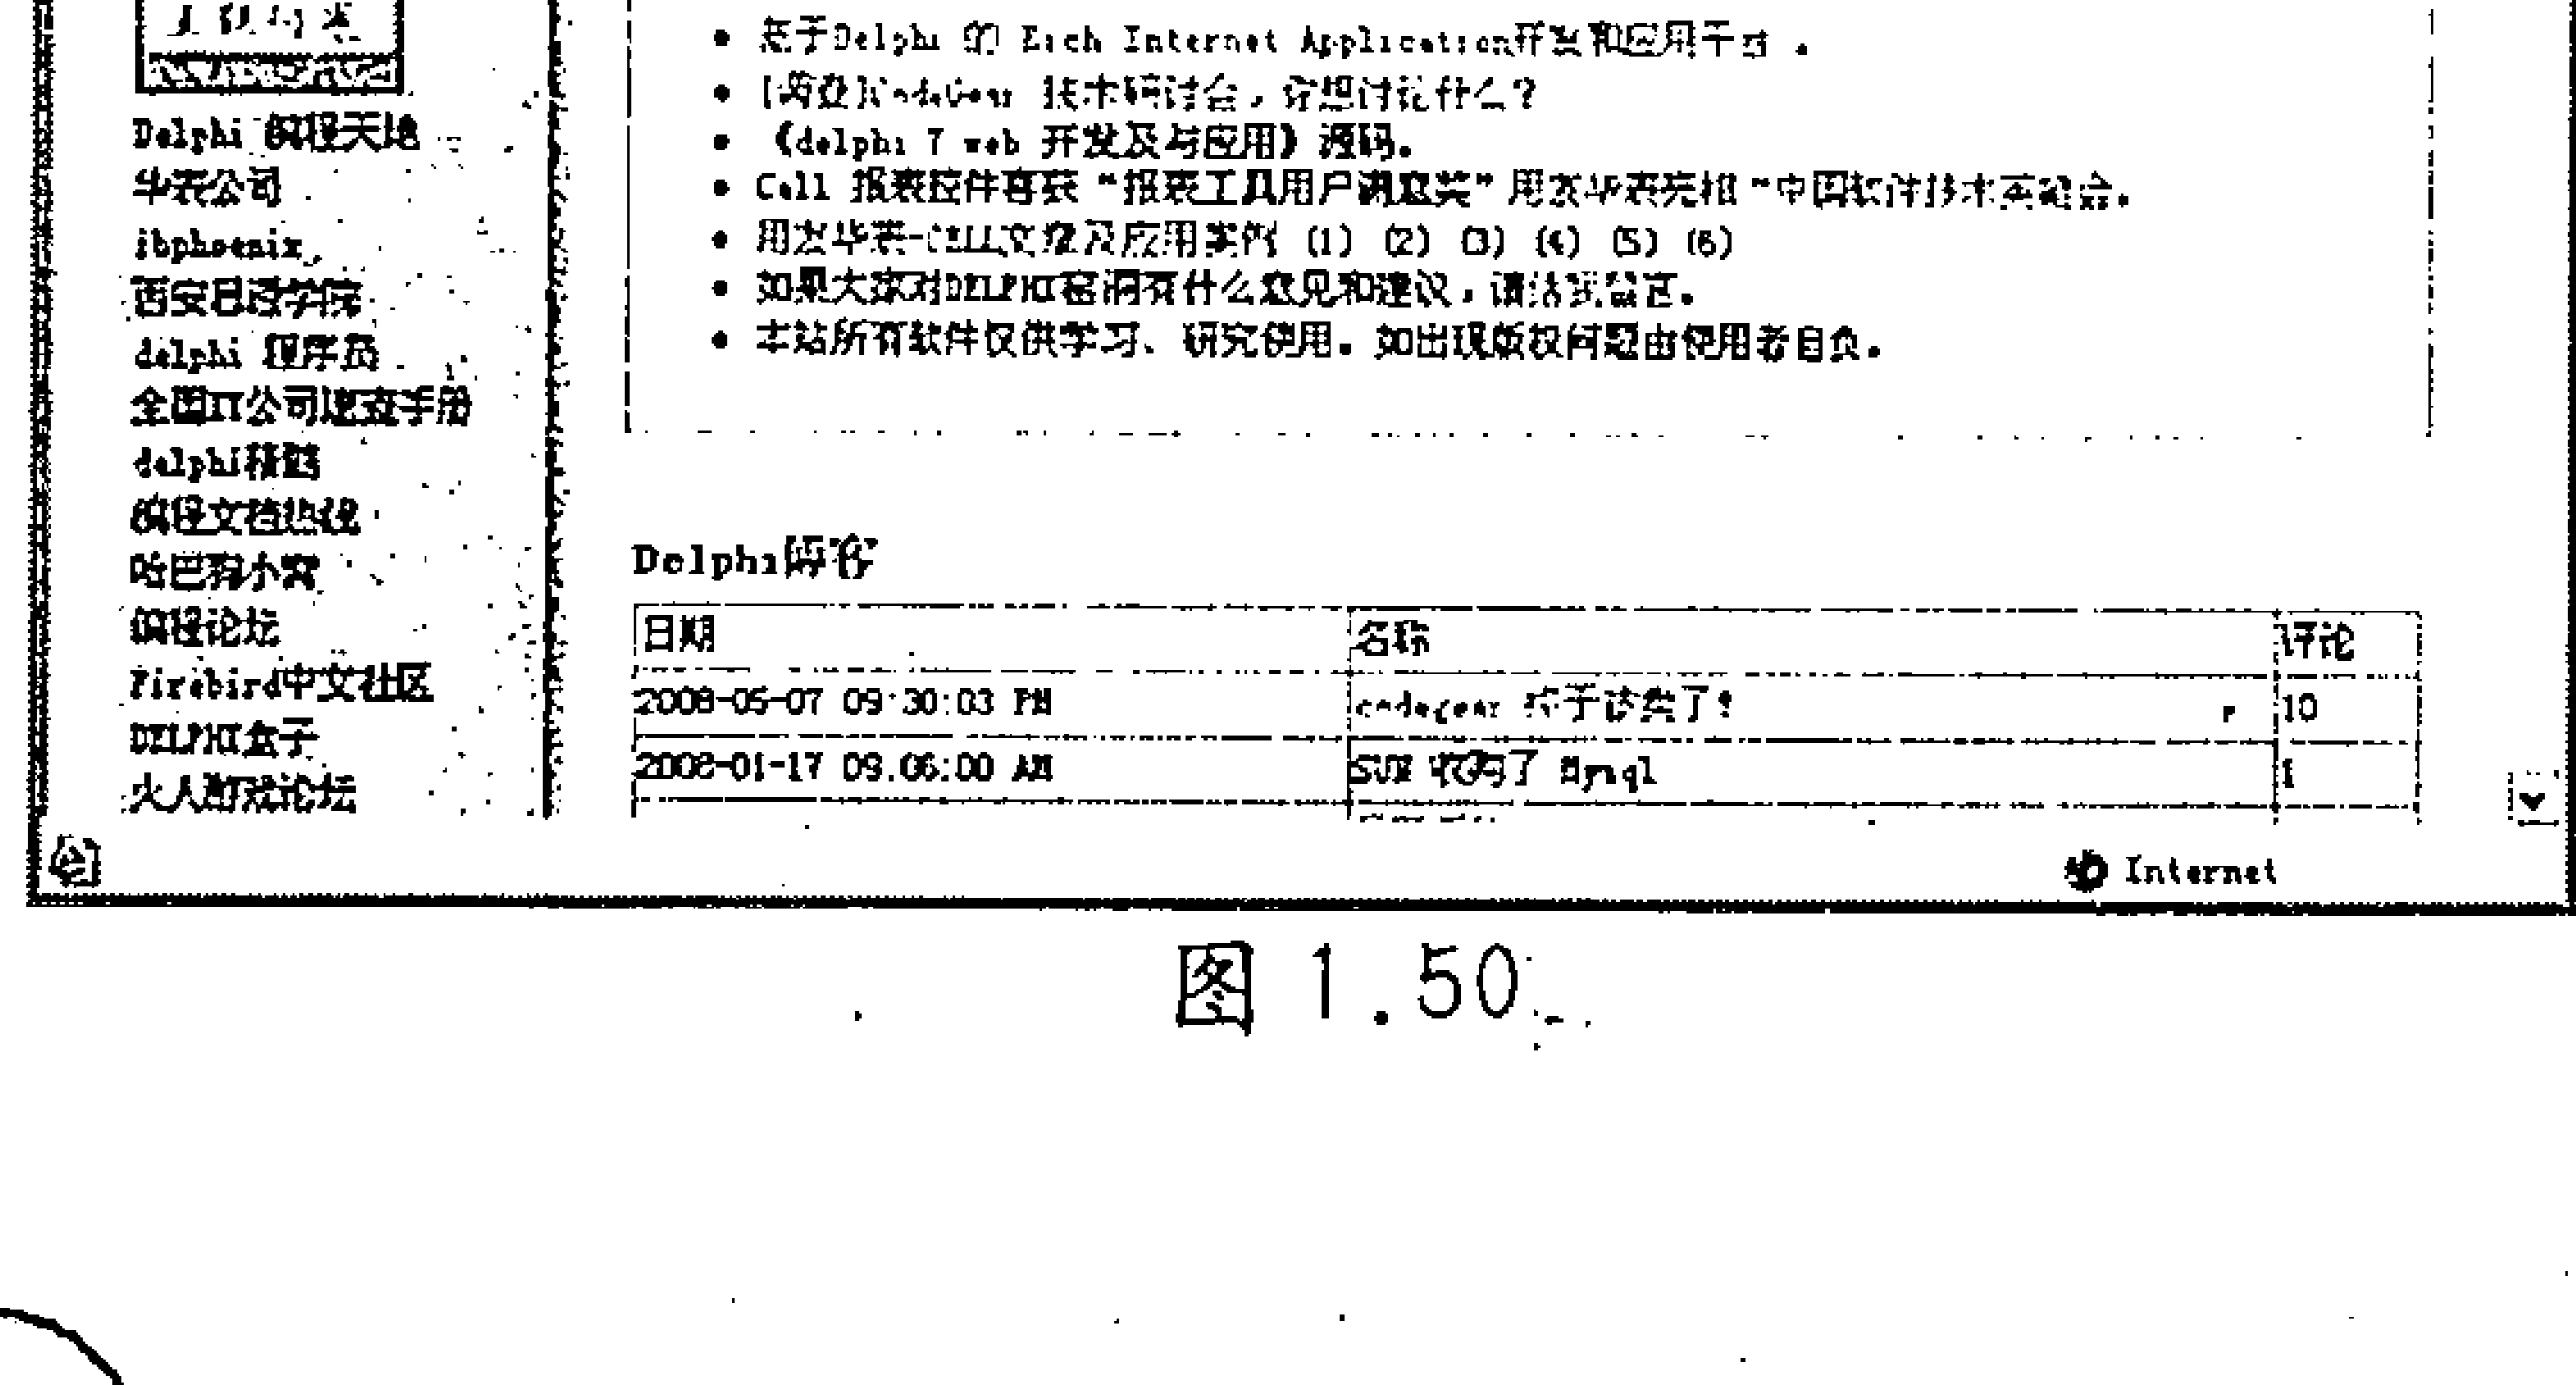 Delphi 编程天地
华表公司
ibphoenix
西安邑通学院
delphi 程序员
全国IT公司速查手册
delphi精髓
编程文档热线
哈巴狗小窝
编程论坛
Firebird中文社区
DELPHI盒子
火人游戏论坛
基于Delphi 的 Rich Internet Application开发和应用平台 .
CodeGear 技术研讨会，你想讨论什么？
《delphi 7 web 开发及与应用》源码。
Cell 报表控件喜获“报表工具用户满意奖” 用友华表亮相“中国软件技术英雄会。
用友华表-CELL文章及应用案例 (1) (2) (3) (4) (5) (6)
如果大家对DELPHI窑洞有什么意见和建议，请给我留言。
本站所有软件仅供学习、研究使用。如出现版权问题由使用者自负。
Delphi博客
日期 名称 评论
2008-05-07 09:30:03 PM codegear 终于该卖了! 10
2008-01-17 09:06:00 AM SUN 收购了 Mysql 1
Internet
图 1.50